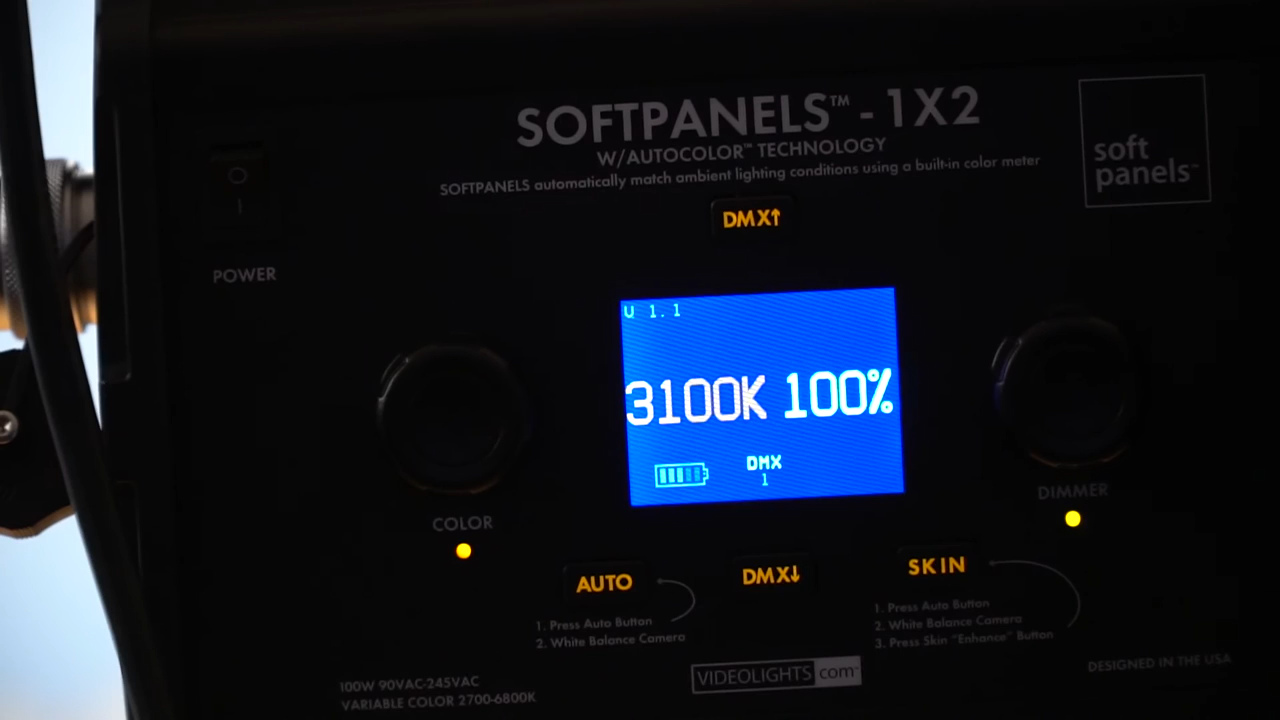 SOFTPANELS™ - 1X2
W/AUTOCOLOR™ TECHNOLOGY
SOFTPANELS automatically match ambient lighting conditions using a built-in color meter
soft
panels™
DMX↑
POWER
V 1.1
3100K 100%
DMX
1
COLOR
DIMMER
AUTO
DMX↓
SKIN
1. Press Auto Button
2. White Balance Camera
1. Press Auto Button
2. White Balance Camera
3. Press Skin "Enhance" Button
VIDEOLIGHTS com™
100W 90VAC-245VAC
VARIABLE COLOR 2700-6800K
DESIGNED IN THE USA